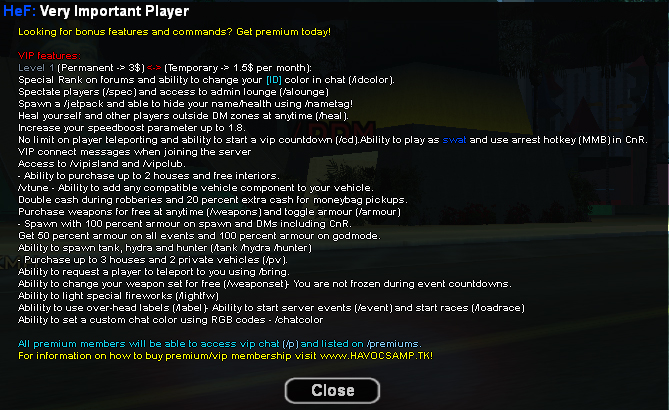 HeF: Very Important Player
Looking for bonus features and commands? Get premium today!
VIP features:
Level 1 (Permanent -> 3$) <-> (Temporary -> 1.5$ per month):
Special Rank on forums and ability to change your [ID] color in chat (/idcolor).
Spectate players (/spec) and access to admin lounge (/alounge)
Spawn a /jetpack and able to hide your name/health using /nametag!
Heal yourself and other players outside DM zones at anytime (/heal).
Increase your speedboost parameter up to 1.8.
No limit on player teleporting and ability to start a vip countdown (/cd).Ability to play as swat and use arrest hotkey (MMB) in CnR.
VIP connect messages when joining the server
Access to /vipisland and /vipclub.
- Ability to purchase up to 2 houses and free interiors.
/vtune - Ability to add any compatible vehicle component to your vehicle.
Double cash during robberies and 20 percent extra cash for moneybag pickups.
Purchase weapons for free at anytime (/weapons) and toggle armour (/armour)
- Spawn with 100 percent armour on spawn and DMs including CnR.
Get 50 percent armour on all events and 100 percent armour on godmode.
Ability to spawn tank, hydra and hunter (/tank /hydra /hunter)
- Purchase up to 3 houses and 2 private vehicles (/pv).
Ability to request a player to teleport to you using /bring.
Ability to change your weapon set for free (/weaponset)- You are not frozen during event countdowns.
Ability to light special fireworks (/lightfw)
Ablility to use over-head labels (/label)- Ability to start server events (/event) and start races (/loadrace)
Ability to set a custom chat color using RGB codes - /chatcolor
All premium members will be able to access vip chat (/p) and listed on /premiums.
For information on how to buy premium/vip membership visit www.HAVOCSAMP.TK!
Close